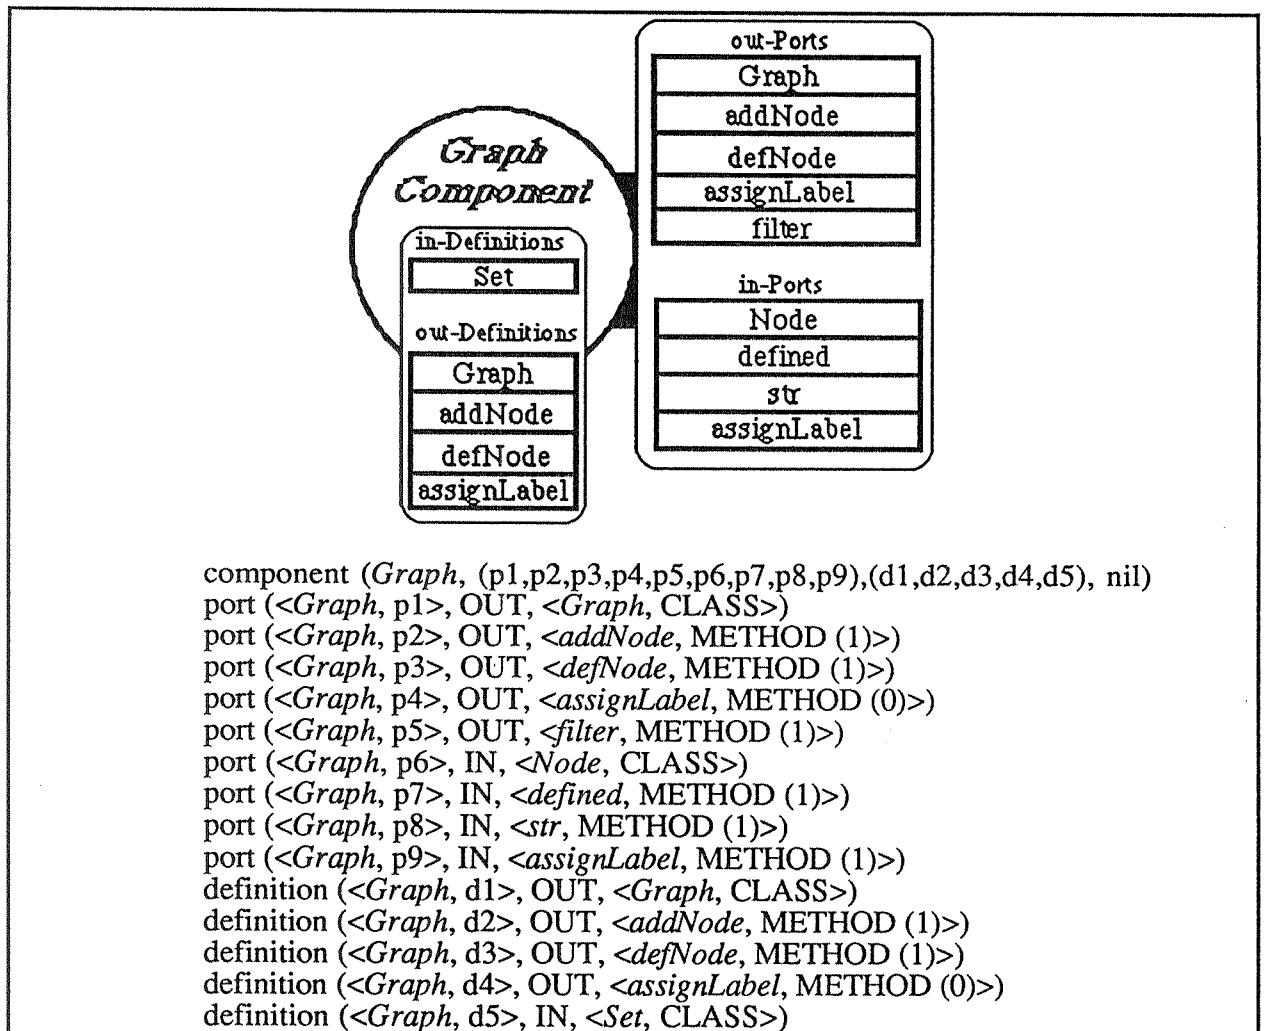 Graph
Component
in-Definitions
Set
out-Definitions
Graph
addNode
defNode
assignLabel
out-Ports
Graph
addNode
defNode
assignLabel
filter
in-Ports
Node
defined
str
assignLabel
component (Graph, (p1,p2,p3,p4,p5,p6,p7,p8,p9),(d1,d2,d3,d4,d5), nil)
port (<Graph, p1>, OUT, <Graph, CLASS>)
port (<Graph, p2>, OUT, <addNode, METHOD (1)>)
port (<Graph, p3>, OUT, <defNode, METHOD (1)>)
port (<Graph, p4>, OUT, <assignLabel, METHOD (0)>)
port (<Graph, p5>, OUT, <filter, METHOD (1)>)
port (<Graph, p6>, IN, <Node, CLASS>)
port (<Graph, p7>, IN, <defined, METHOD (1)>)
port (<Graph, p8>, IN, <str, METHOD (1)>)
port (<Graph, p9>, IN, <assignLabel, METHOD (1)>)
definition (<Graph, d1>, OUT, <Graph, CLASS>)
definition (<Graph, d2>, OUT, <addNode, METHOD (1)>)
definition (<Graph, d3>, OUT, <defNode, METHOD (1)>)
definition (<Graph, d4>, OUT, <assignLabel, METHOD (0)>)
definition (<Graph, d5>, IN, <Set, CLASS>)